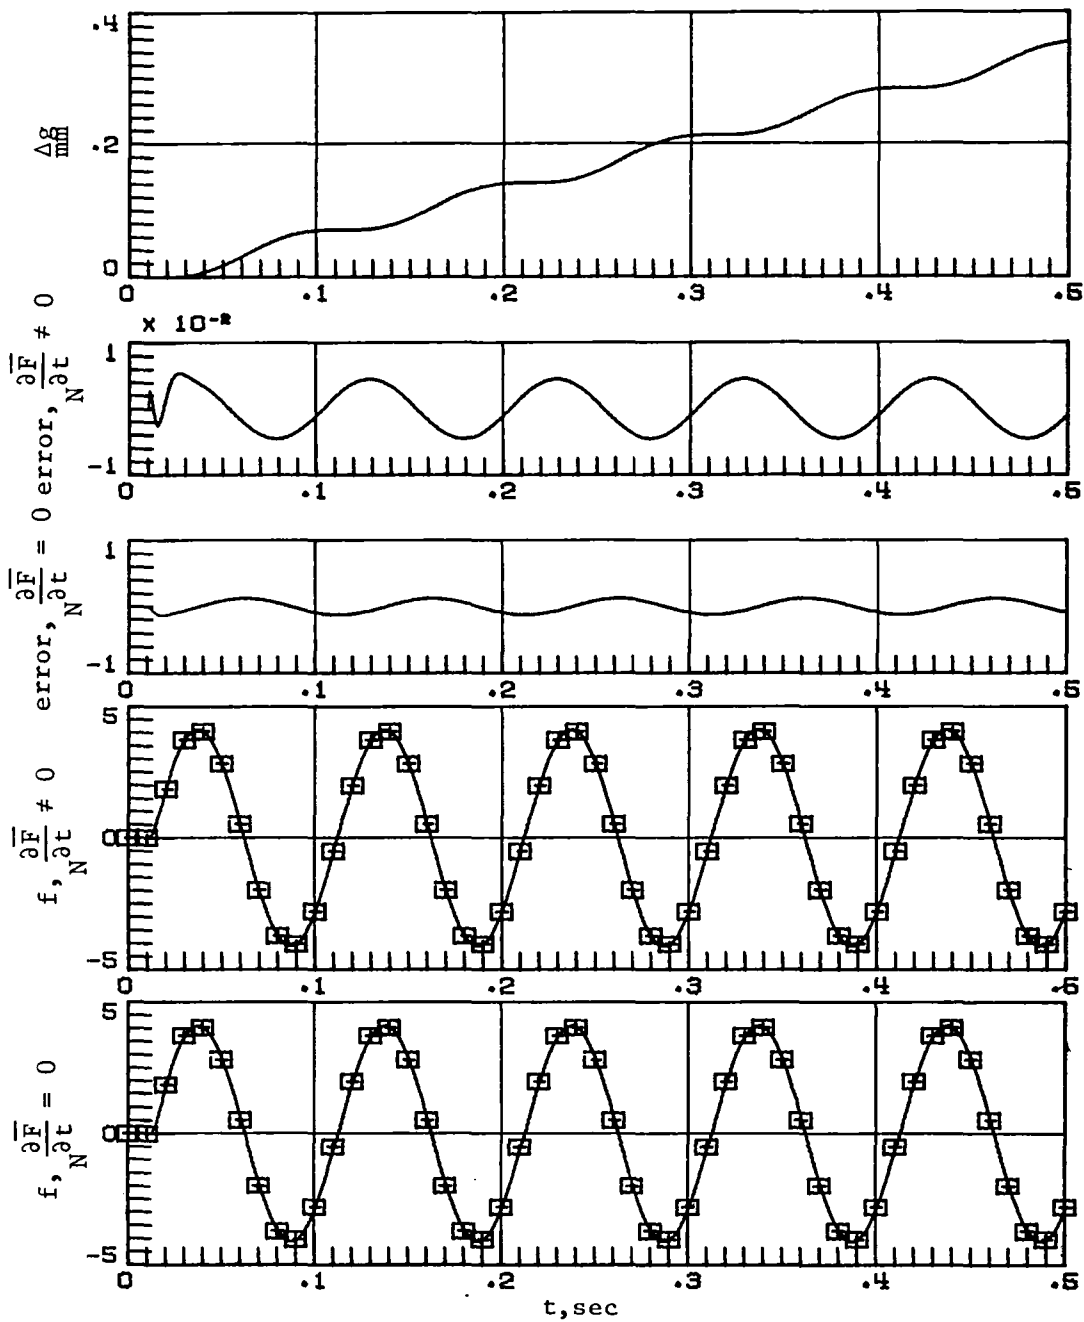 .4
Δg
mm
.2
0
0 .1 .2 .3 .4 .5
x 10⁻²
error, ∂F̅/∂t ≠ 0
N
1
-1
0 .1 .2 .3 .4 .5
error, ∂F̅/∂t = 0
N
1
-1
0 .1 .2 .3 .4 .5
f, ∂F̅/∂t ≠ 0
N
5
0
-5
0 .1 .2 .3 .4 .5
f, ∂F̅/∂t = 0
N
5
0
-5
0 .1 .2 .3 .4 .5
t,sec